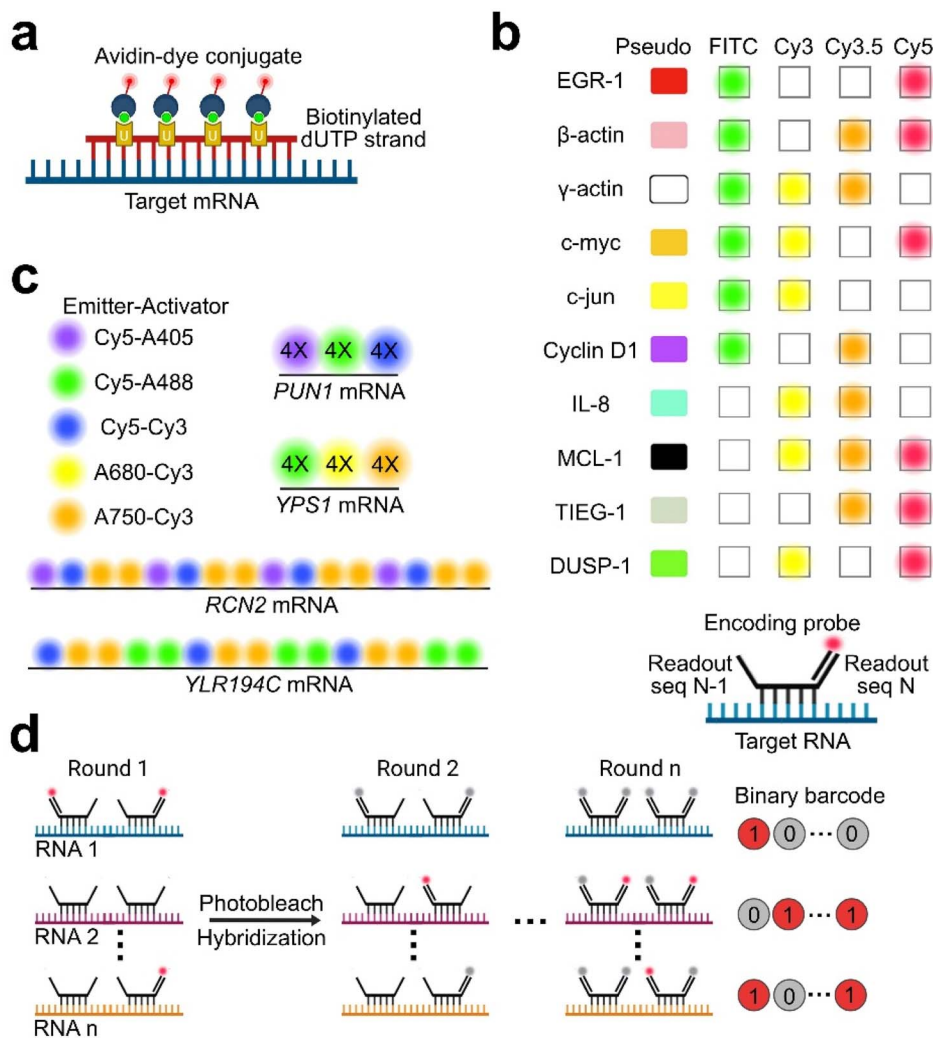 a
Avidin-dye conjugate
U U U U
Biotinylated
dUTP strand
Target mRNA
b
Pseudo FITC Cy3 Cy3.5 Cy5
EGR-1
β-actin
γ-actin
c-myc
c-jun
Cyclin D1
IL-8
MCL-1
TIEG-1
DUSP-1
c
Emitter-Activator
Cy5-A405
Cy5-A488
Cy5-Cy3
A680-Cy3
A750-Cy3
4X 4X 4X
PUN1 mRNA
4X 4X 4X
YPS1 mRNA
RCN2 mRNA
YLR194C mRNA
Encoding probe
Readout
seq N-1
Readout
seq N
Target RNA
d
Round 1 Round 2 Round n
Binary barcode
RNA 1
1 0 ··· 0
RNA 2
Photobleach
Hybridization
0 1 ··· 1
RNA n
1 0 ··· 1